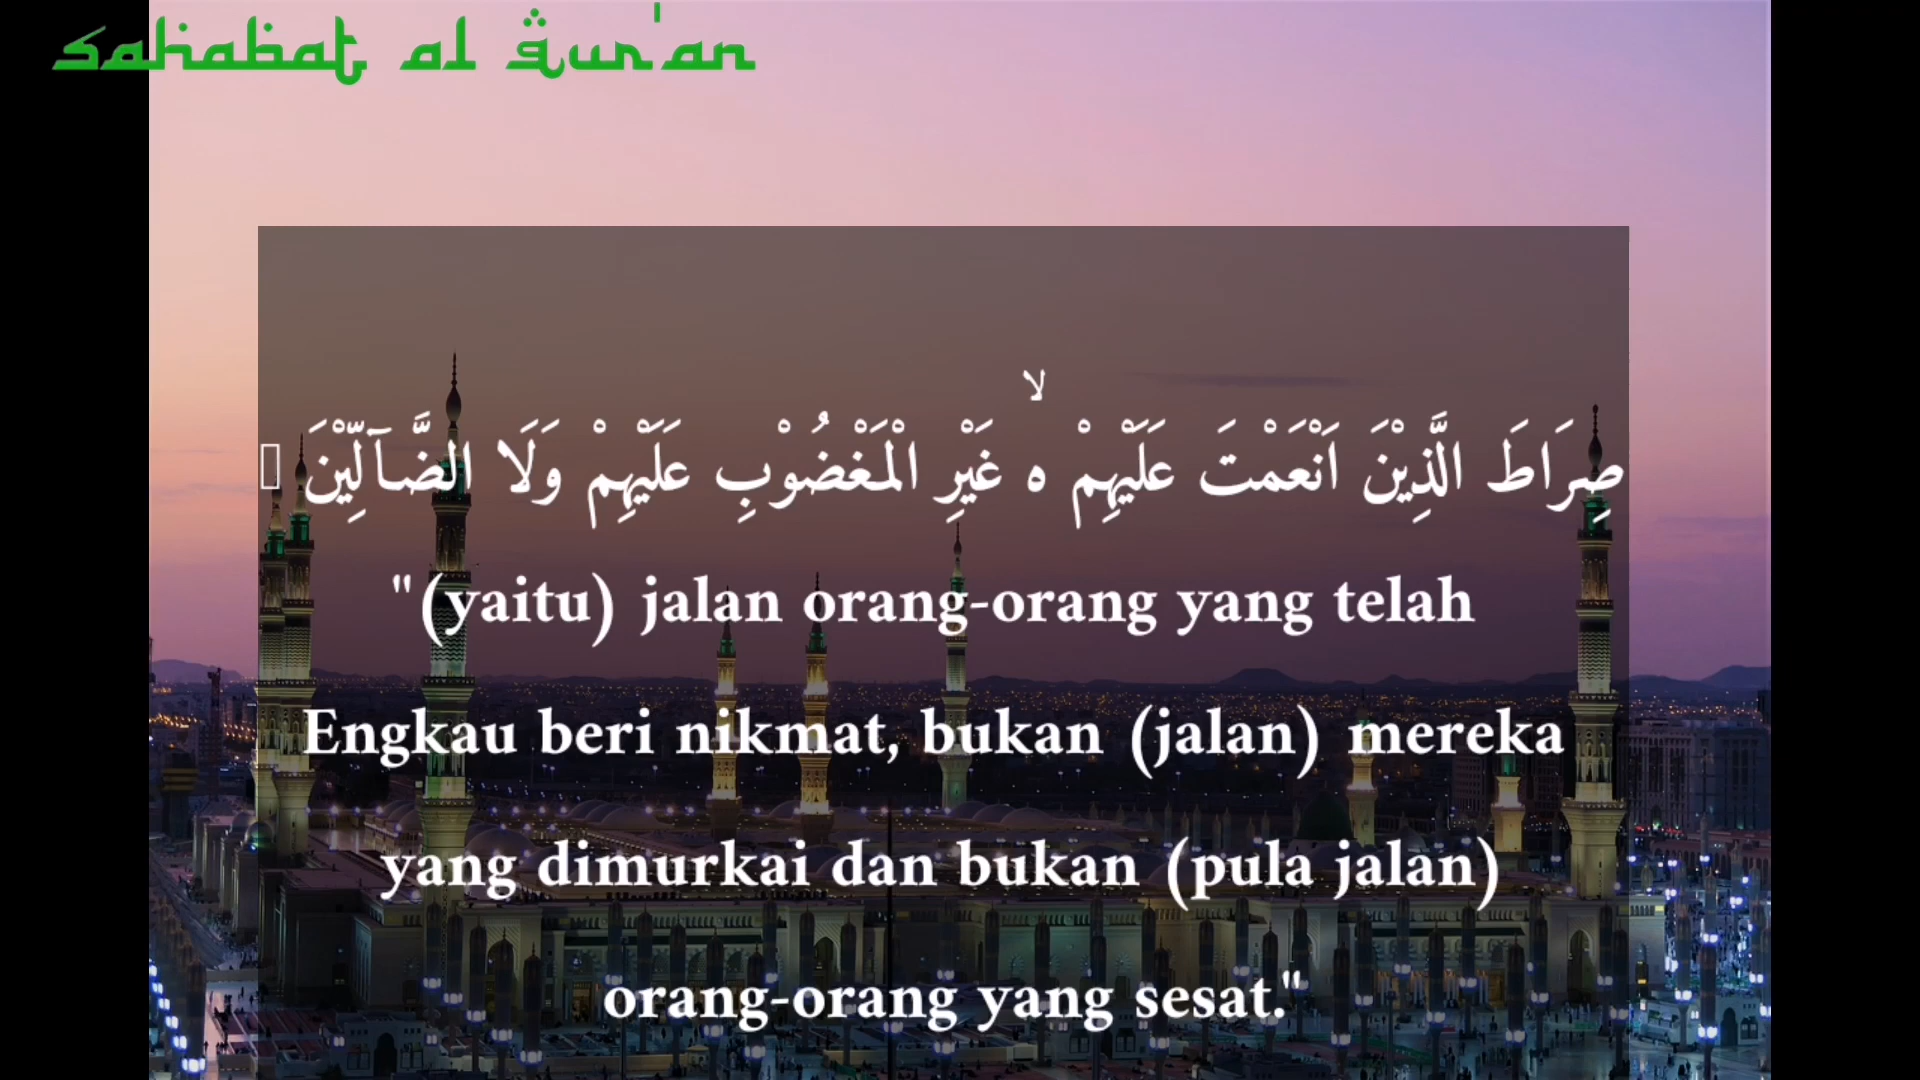 Sahabat Al Qur'an
صِرَاطَ الَّذِيْنَ اَنْعَمْتَ عَلَيْهِمْ ەۙ غَيْرِ الْمَغْضُوْبِ عَلَيْهِمْ وَلَا الضَّاۤلِّيْنَ
"(yaitu) jalan orang-orang yang telah
Engkau beri nikmat, bukan (jalan) mereka
yang dimurkai dan bukan (pula jalan)
orang-orang yang sesat."